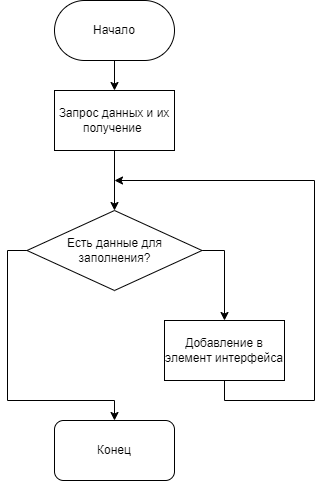 Начало
Запрос данных и их
получение
Есть данные для
заполнения?
Добавление в
элемент интерфейса
Конец